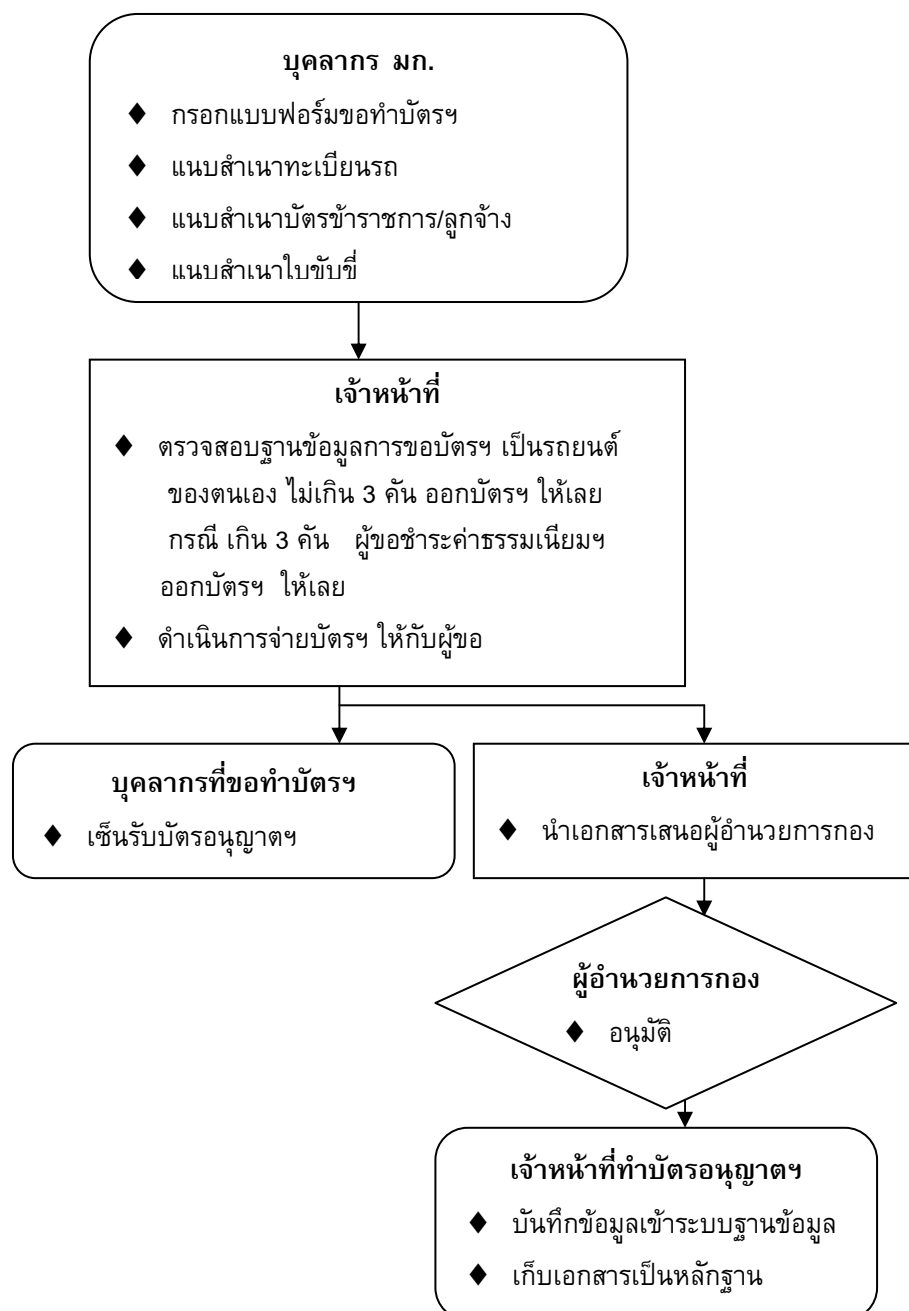 บุคลากร มก.
♦ กรอกแบบฟอร์มขอทำบัตรฯ
♦ แนบสำเนาทะเบียนรถ
♦ แนบสำเนาบัตรข้าราชการ/ลูกจ้าง
♦ แนบสำเนาใบขับขี่
เจ้าหน้าที่
♦ ตรวจสอบฐานข้อมูลการขอบัตรฯ เป็นรถยนต์
ของตนเอง ไม่เกิน 3 คัน ออกบัตรฯ ให้เลย
กรณี เกิน 3 คัน ผู้ขอชำระค่าธรรมเนียมฯ
ออกบัตรฯ ให้เลย
♦ ดำเนินการจ่ายบัตรฯ ให้กับผู้ขอ
บุคลากรที่ขอทำบัตรฯ
♦ เซ็นรับบัตรอนุญาตฯ
เจ้าหน้าที่
♦ นำเอกสารเสนอผู้อำนวยการกอง
ผู้อำนวยการกอง
♦ อนุมัติ
เจ้าหน้าที่ทำบัตรอนุญาตฯ
♦ บันทึกข้อมูลเข้าระบบฐานข้อมูล
♦ เก็บเอกสารเป็นหลักฐาน